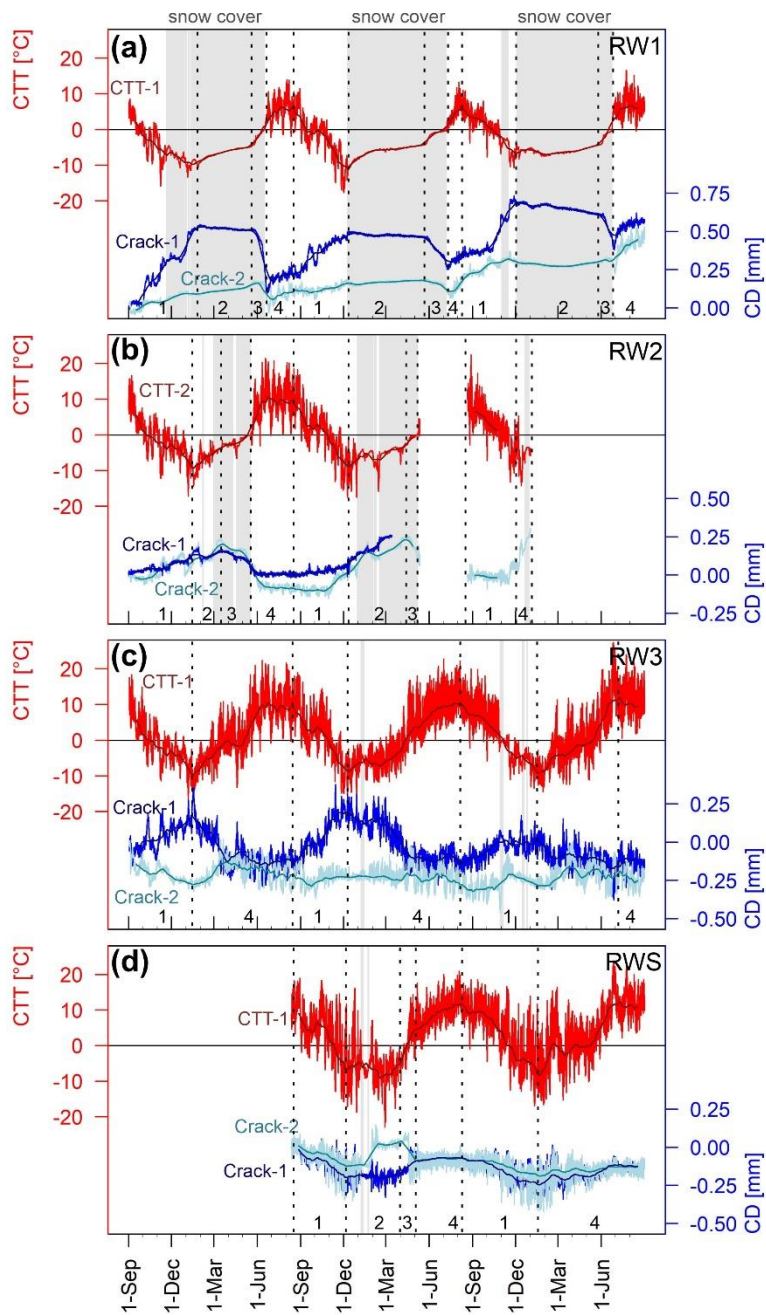 snow cover snow cover snow cover
(a) RW1
CTT [°C]
20
10
0
-10
-20
CTT-1
Crack-1
Crack-2
0.75
0.50
0.25
0.00
CD [mm]
1 2 3 4 1 2 3 4 1 2 3 4
(b) RW2
CTT [°C]
20
10
0
-10
-20
CTT-2
Crack-1
Crack-2
0.50
0.25
0.00
-0.25
CD [mm]
1 2 3 4 1 2 3 1 4
(c) RW3
CTT [°C]
20
10
0
-10
-20
CTT-1
Crack-1
Crack-2
0.25
0.00
-0.25
-0.50
CD [mm]
1 4 1 4 1 4
(d) RWS
CTT [°C]
20
10
0
-10
-20
CTT-1
Crack-2
Crack-1
0.25
0.00
-0.25
-0.50
CD [mm]
1 2 3 4 1 4
1-Sep
1-Dec
1-Mar
1-Jun
1-Sep
1-Dec
1-Mar
1-Jun
1-Sep
1-Dec
1-Mar
1-Jun